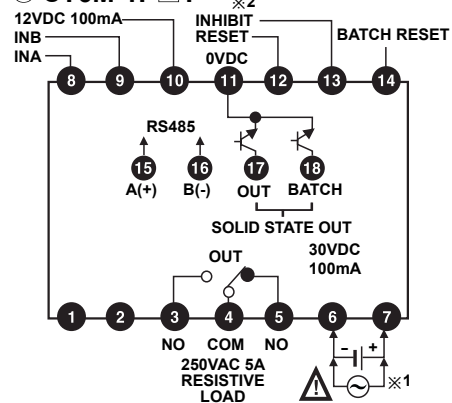 ※2
12VDC 100mA
INHIBIT
INB
RESET
BATCH RESET
INA
0VDC
8 9 10 11 12 13 14
RS485
15 16 17 18
A(+) B(-) OUT BATCH
SOLID STATE OUT
30VDC
100mA
OUT
1 2 3 4 5 6 7
NO COM NO
- +
250VAC 5A
RESISTIVE
LOAD
※1